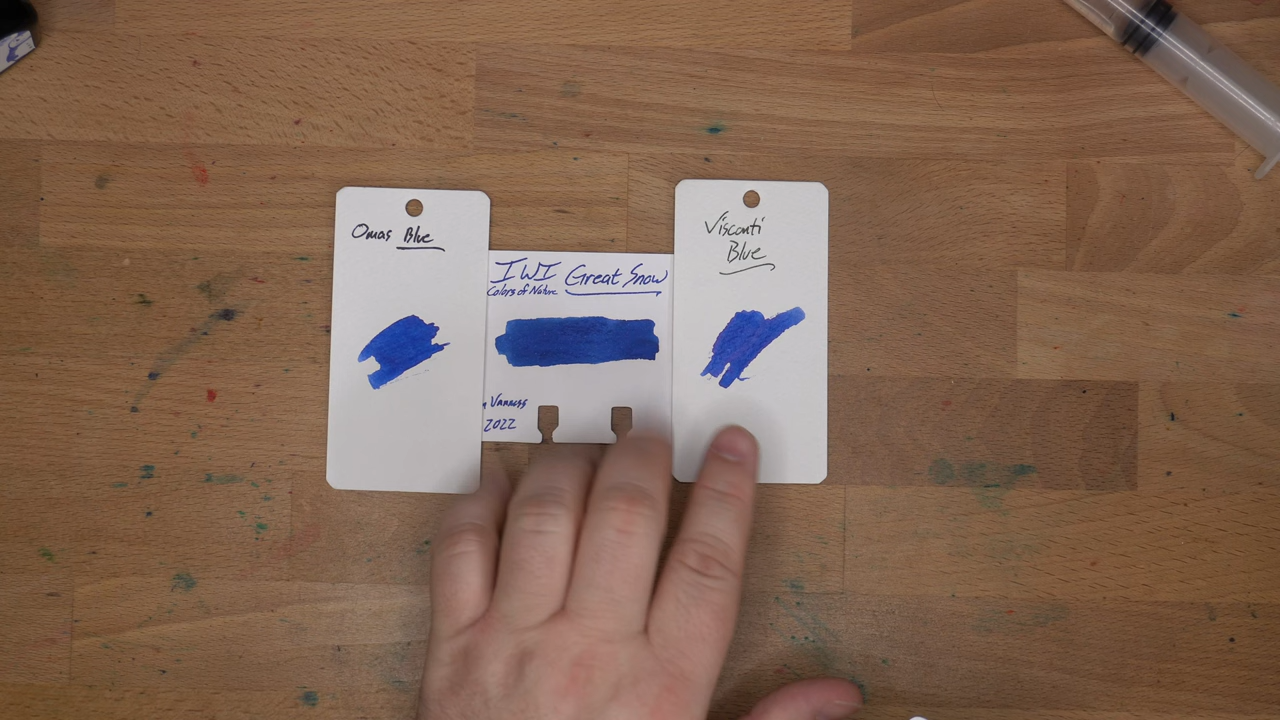 Omas Blue
IWI Great Snow
Colors of Nature
Vanness
2022
Visconti
Blue